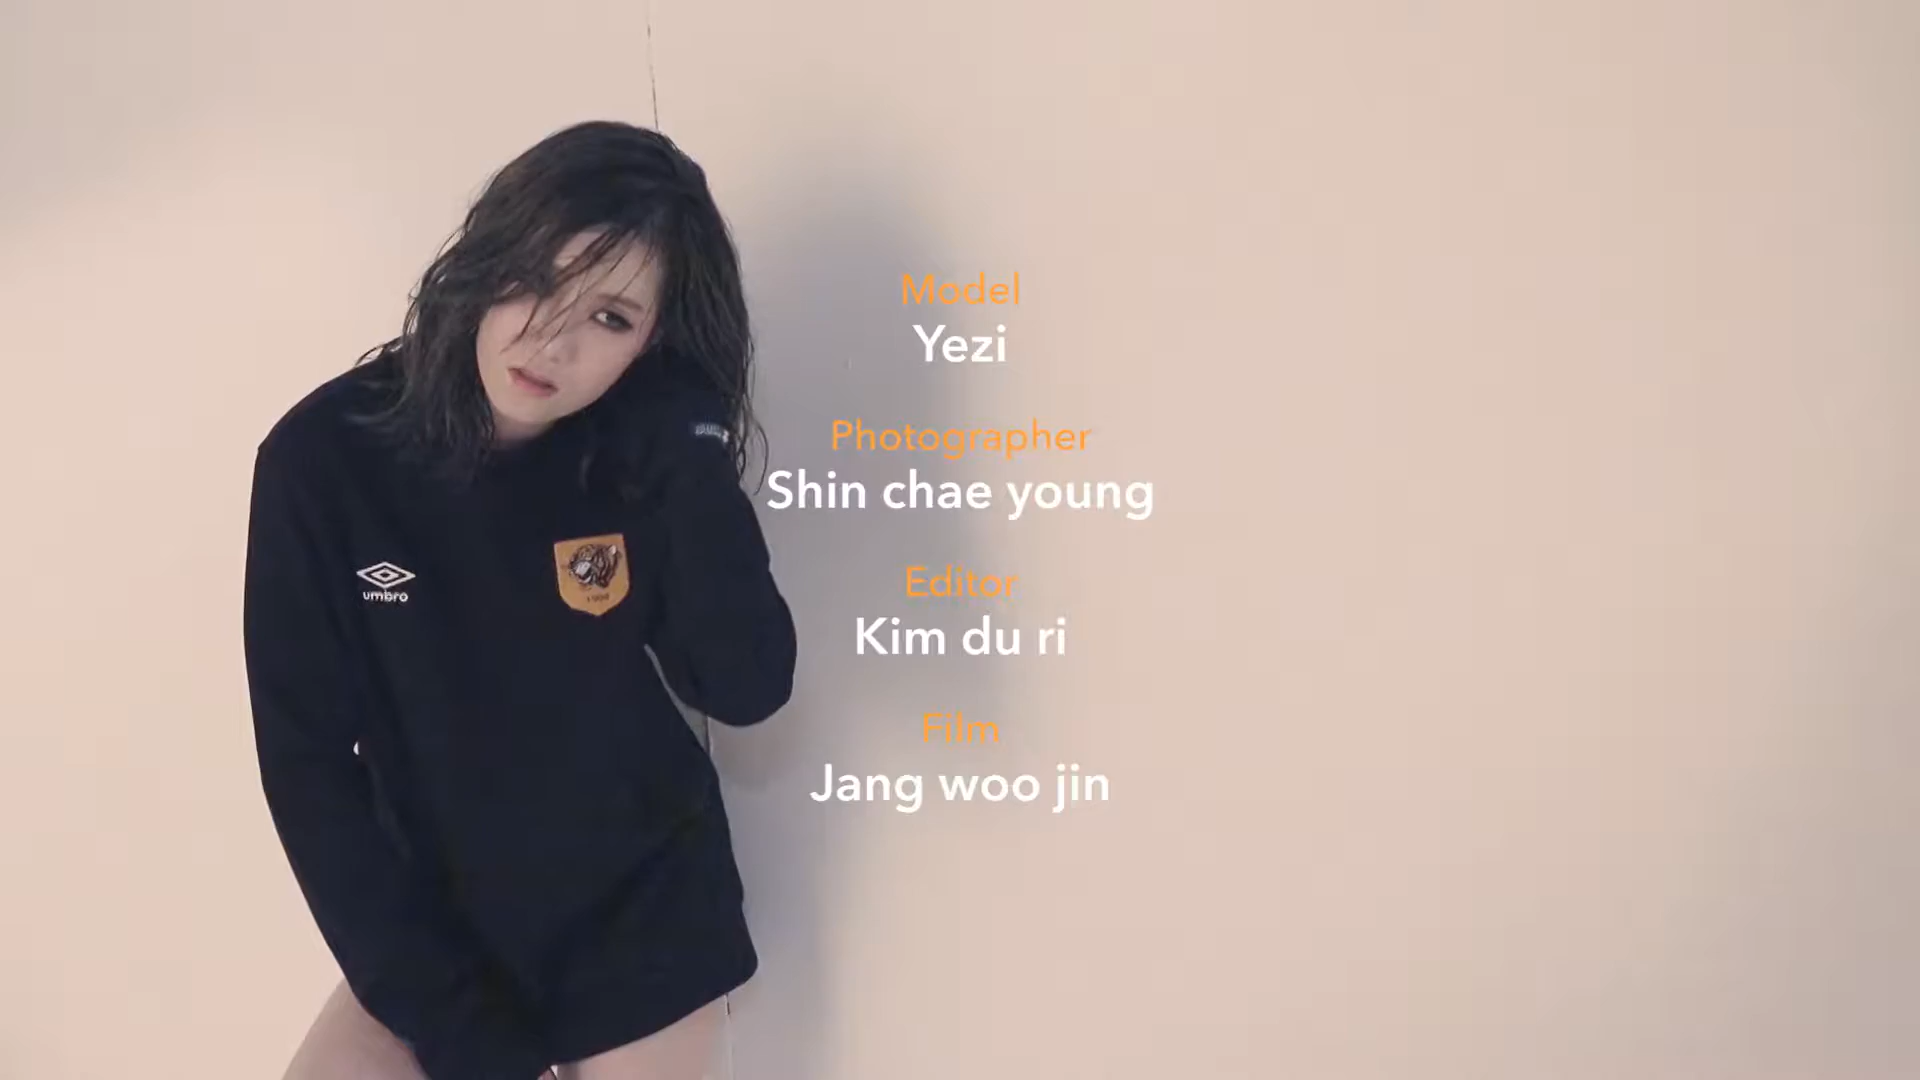 Model
Yezi
Photographer
Shin chae young
Editor
Kim du ri
Film
Jang woo jin
umbro